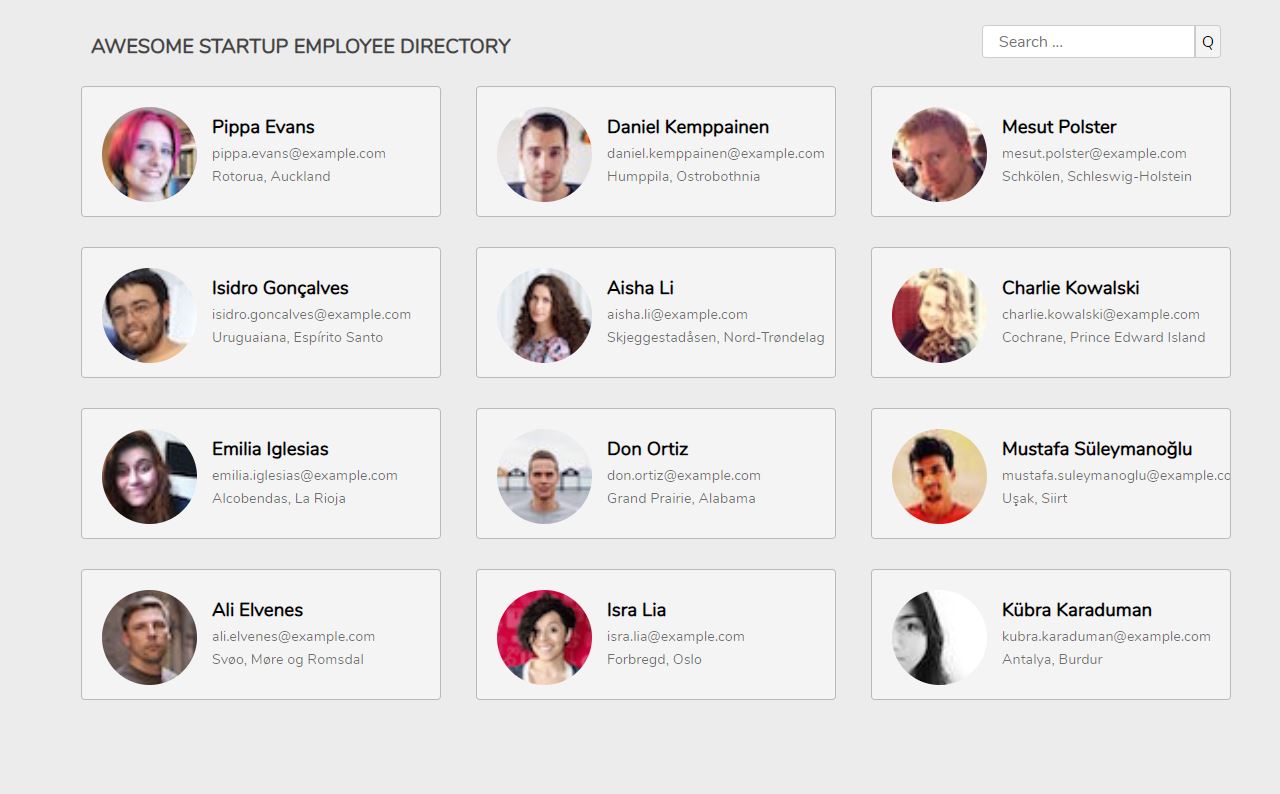 AWESOME STARTUP EMPLOYEE DIRECTORY
Search ...
Q
Pippa Evans
pippa.evans@example.com
Rotorua, Auckland
Daniel Kemppainen
daniel.kemppainen@example.com
Humppila, Ostrobothnia
Mesut Polster
mesut.polster@example.com
Schkölen, Schleswig-Holstein
Isidro Gonçalves
isidro.goncalves@example.com
Uruguaiana, Espírito Santo
Aisha Li
aisha.li@example.com
Skjeggestadåsen, Nord-Trøndelag
Charlie Kowalski
charlie.kowalski@example.com
Cochrane, Prince Edward Island
Emilia Iglesias
emilia.iglesias@example.com
Alcobendas, La Rioja
Don Ortiz
don.ortiz@example.com
Grand Prairie, Alabama
Mustafa Süleymanoğlu
mustafa.suleymanoglu@example.co
Uşak, Siirt
Ali Elvenes
ali.elvenes@example.com
Svøo, Møre og Romsdal
Isra Lia
isra.lia@example.com
Forbregd, Oslo
Kübra Karaduman
kubra.karaduman@example.com
Antalya, Burdur